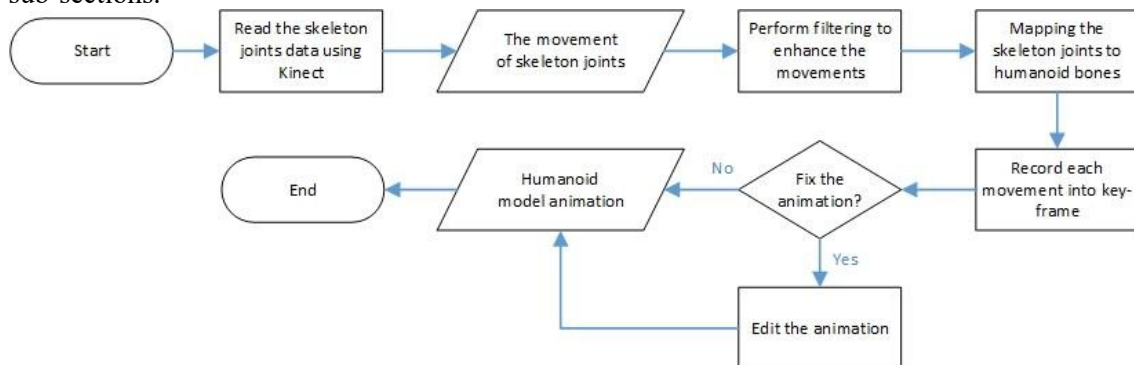 sub-sections.
Start
Read the skeleton
joints data using
Kinect
The movement
of skeleton joints
Perform filtering to
enhance the
movements
Mapping the
skeleton joints to
humanoid bones
Record each
movement into key-
frame
Fix the
animation?
No
Humanoid
model animation
End
Yes
Edit the animation